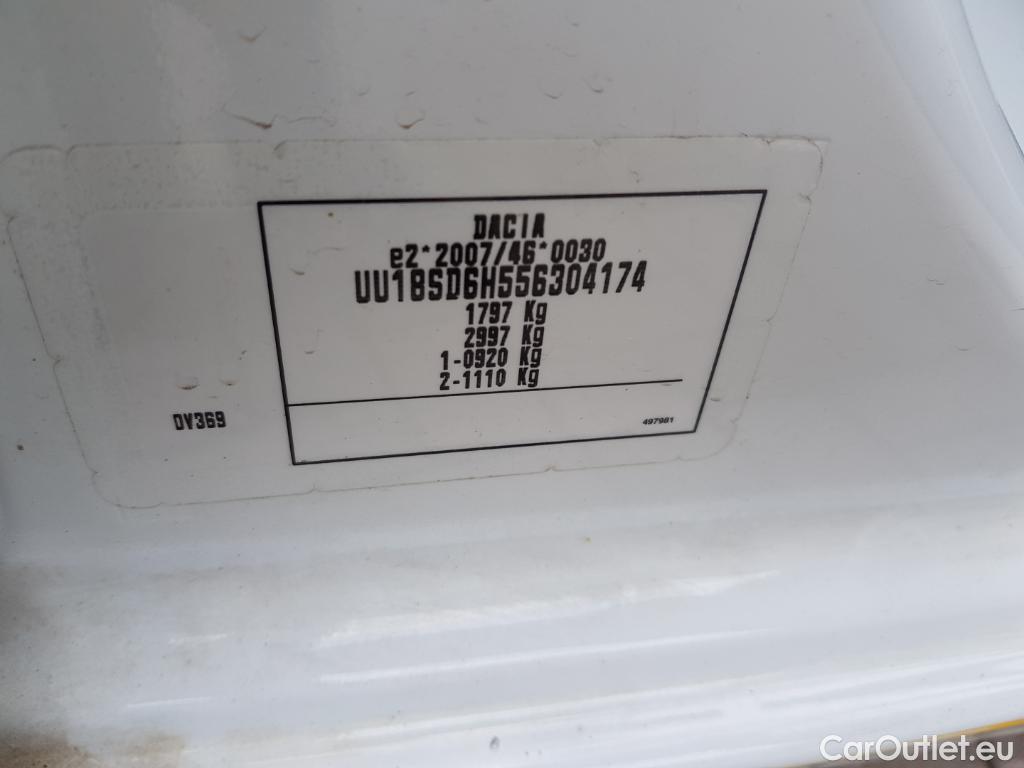 DACIA
e2*2007/46*0030
UU18SD6H556304174
1797 Kg
2997 Kg
1-0920 Kg
2-1110 Kg
DV369
497981
CarOutlet.eu